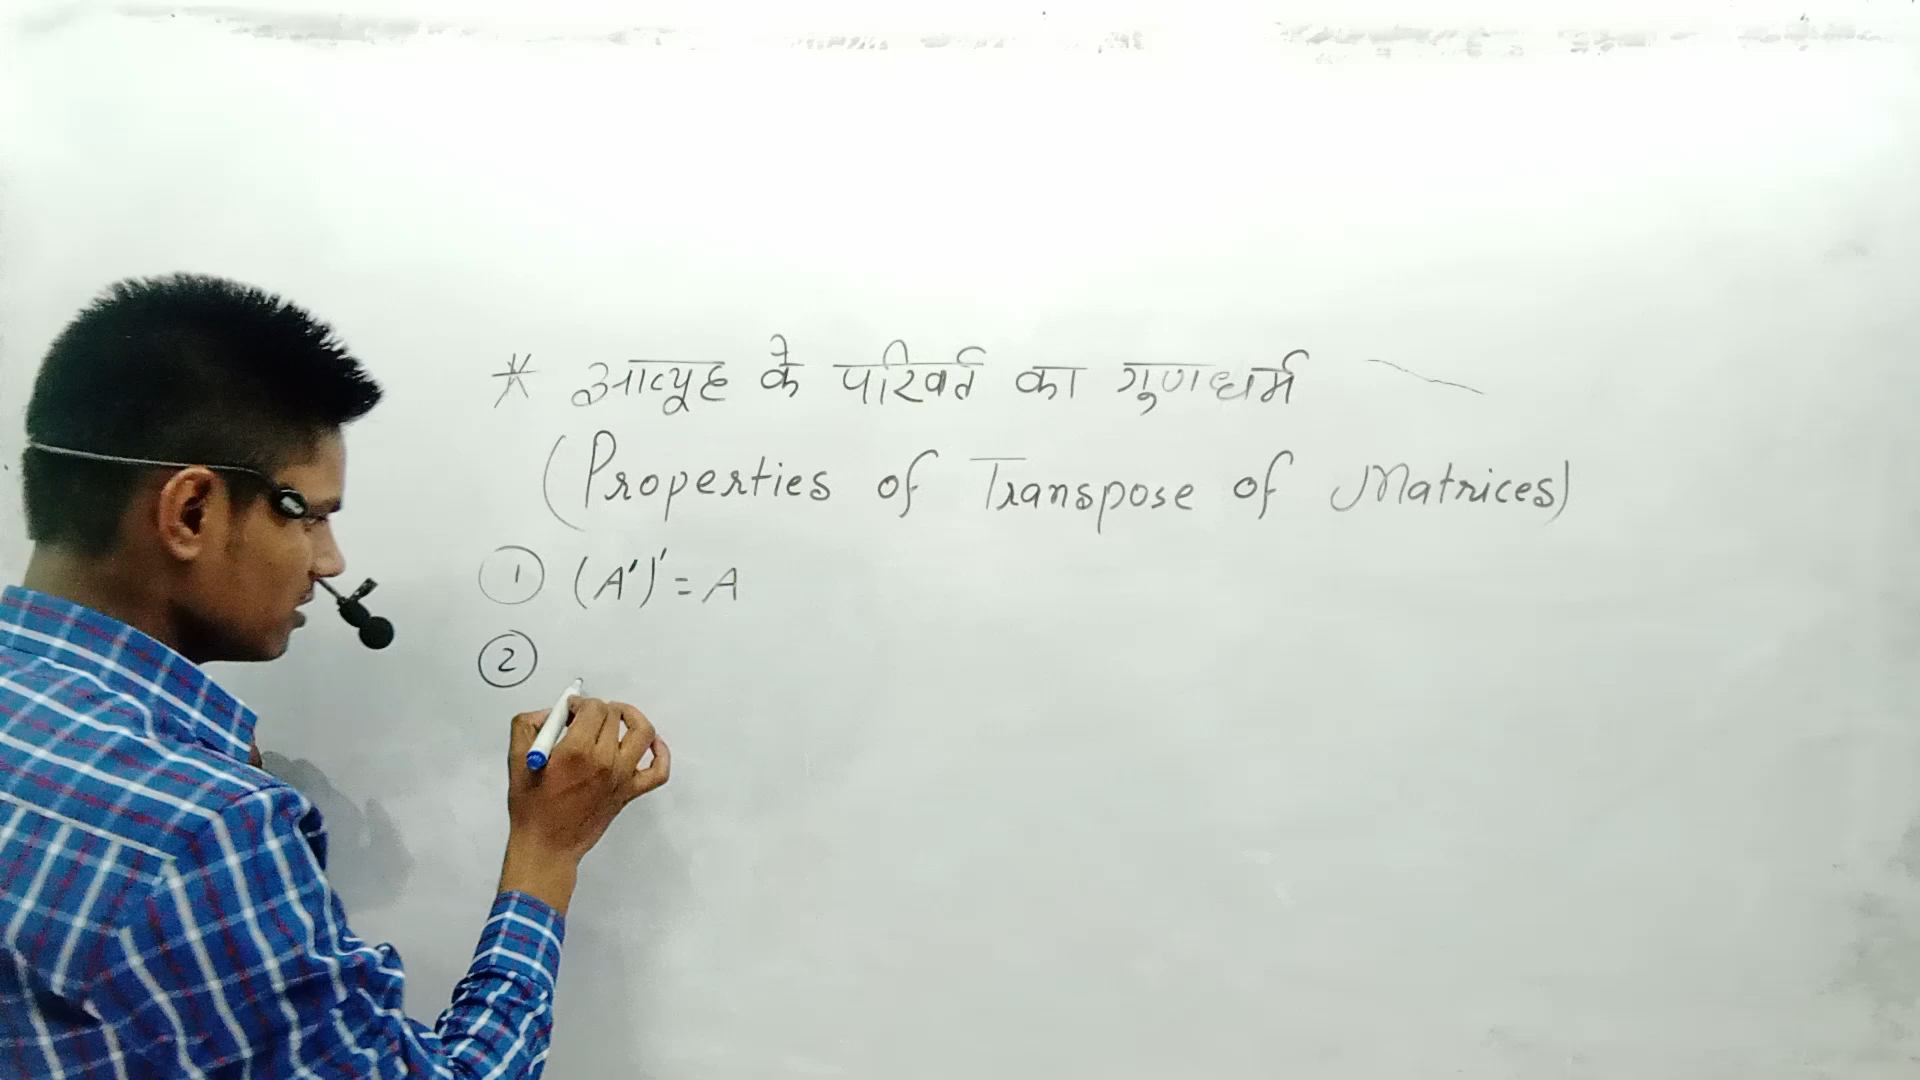 * आव्यूह के परिवर्त का गुणधर्म
(Properties of Transpose of Matrices)
① (A′)′ = A
②